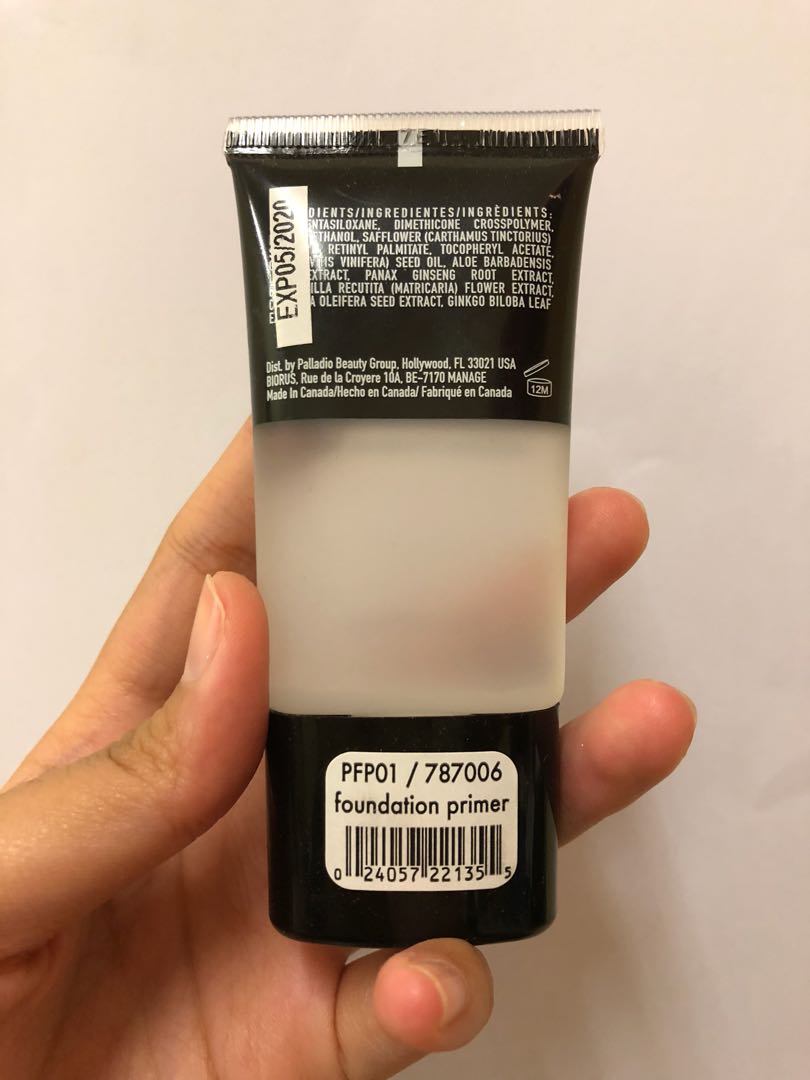 DIENTS/INGREDIENTES/INGRÈDIENTS:
ENTASILOXANE, DIMETHICONE CROSSPOLYMER,
ETHANOL, SAFFLOWER (CARTHAMUS TINCTORIUS)
RETINYL PALMITATE, TOCOPHERYL ACETATE,
VITIS VINIFERA) SEED OIL, ALOE BARBADENSIS
EXTRACT, PANAX GINSENG ROOT EXTRACT,
ILLA RECUTITA (MATRICARIA) FLOWER EXTRACT,
A OLEIFERA SEED EXTRACT, GINKGO BILOBA LEAF
EXP05/2020
Dist. by Palladio Beauty Group, Hollywood, FL 33021 USA
BIORUS, Rue de la Croyere 10A, BE-7170 MANAGE
Made In Canada/Hecho en Canada/ Fabriqué en Canada
12M
PFP01 / 787006
foundation primer
0 24057 22135 5